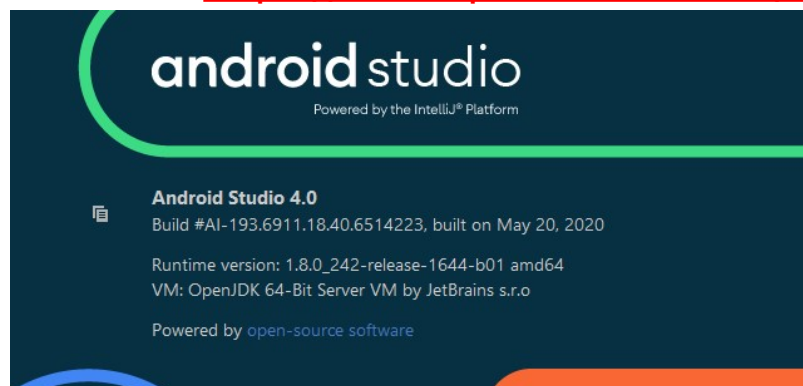 android studio
Powered by the IntelliJ® Platform
Android Studio 4.0
Build #AI-193.6911.18.40.6514223, built on May 20, 2020
Runtime version: 1.8.0_242-release-1644-b01 amd64
VM: OpenJDK 64-Bit Server VM by JetBrains s.r.o
Powered by open-source software